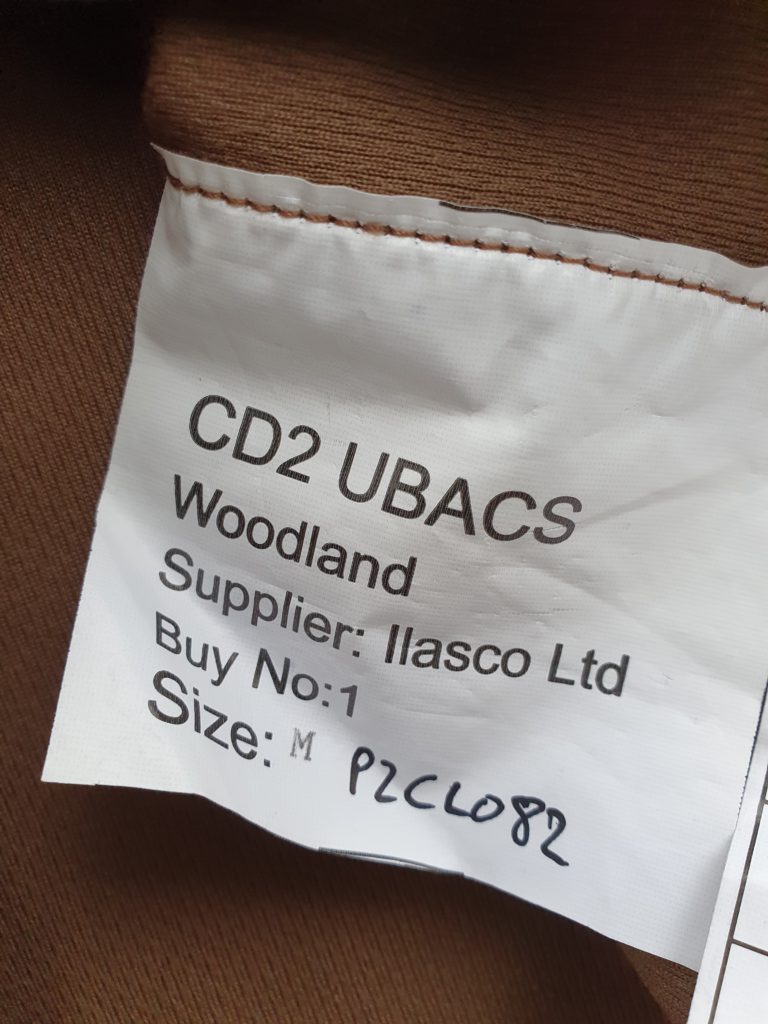 CD2 UBACS
Woodland
Supplier: Ilasco Ltd
Buy No:1
Size: M P2CL082